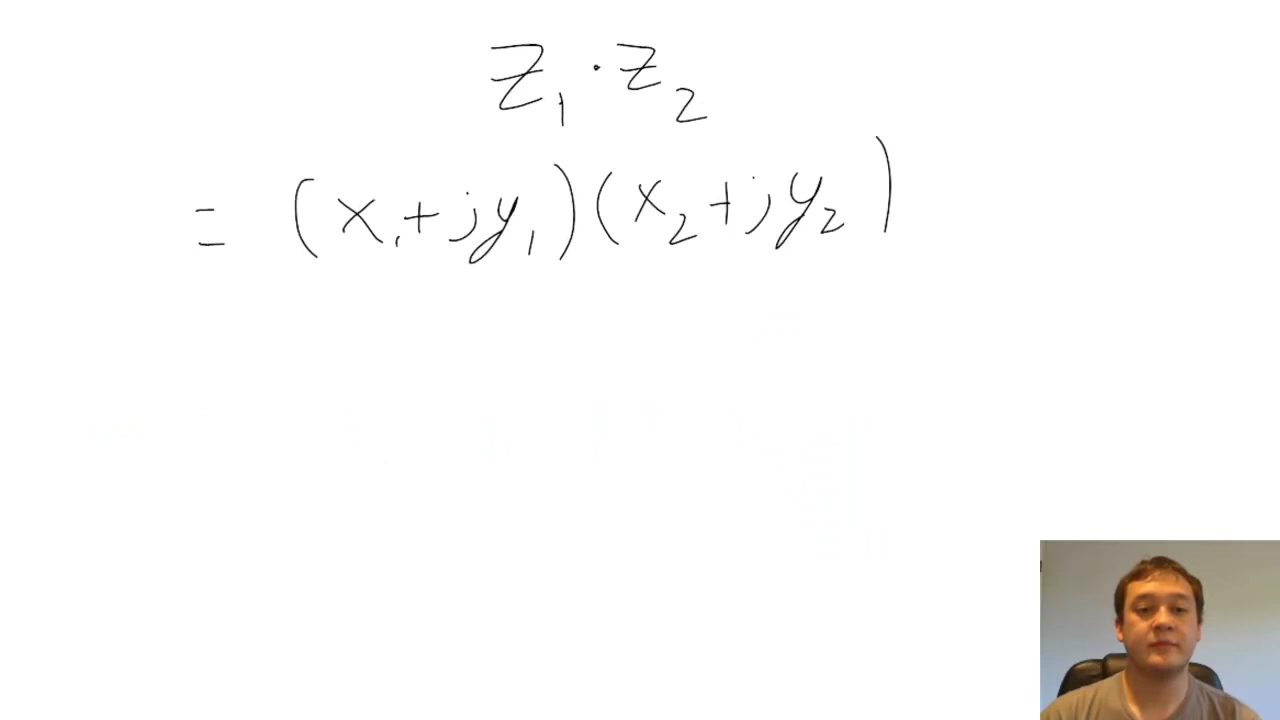 Z₁ · Z₂
= (x₁ + jy₁)(x₂ + jy₂)